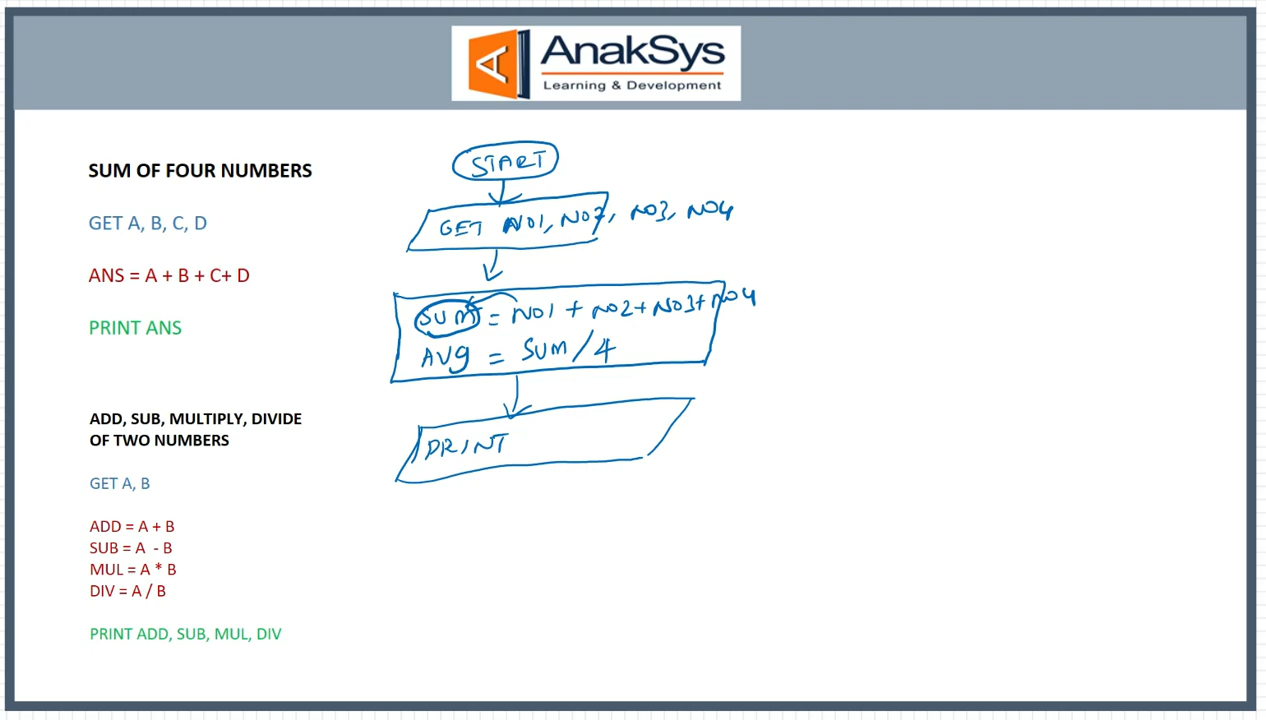 AnakSys
Learning & Development
SUM OF FOUR NUMBERS
GET A, B, C, D
ANS = A + B + C+ D
PRINT ANS
ADD, SUB, MULTIPLY, DIVIDE
OF TWO NUMBERS
GET A, B
ADD = A + B
SUB = A - B
MUL = A * B
DIV = A / B
PRINT ADD, SUB, MUL, DIV
START
GET NO1, NO2, NO3, NO4
SUM = NO1 + NO2+NO3+NO4
AVg = SUM / 4
PRINT